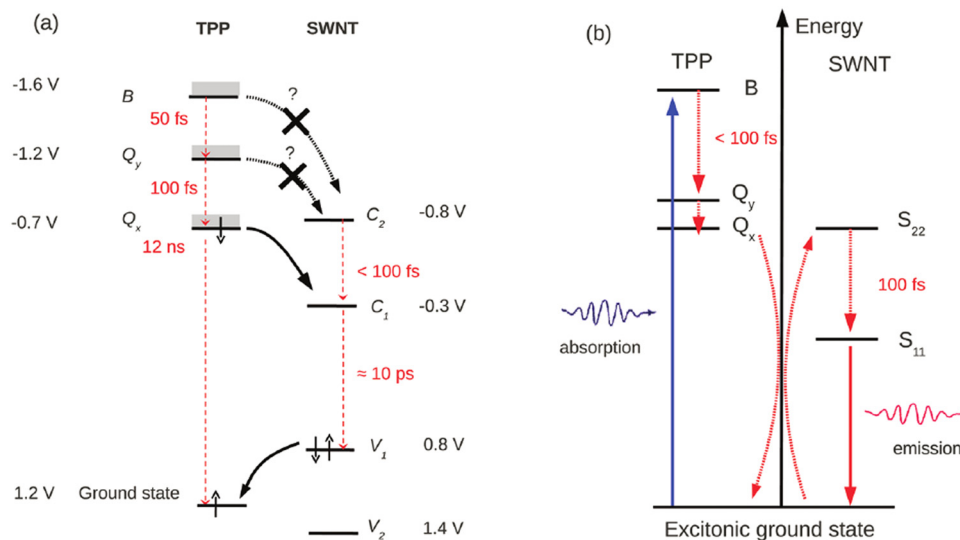 (a)
TPP SWNT
-1.6 V
B
?
50 fs
-1.2 V
Qy
?
100 fs
-0.7 V
Qx
C2 -0.8 V
12 ns
< 100 fs
C1 -0.3 V
≈ 10 ps
V1 0.8 V
1.2 V Ground state
V2 1.4 V
(b)
Energy
TPP SWNT
B
< 100 fs
Qy
Qx
S22
100 fs
absorption
S11
emission
Excitonic ground state